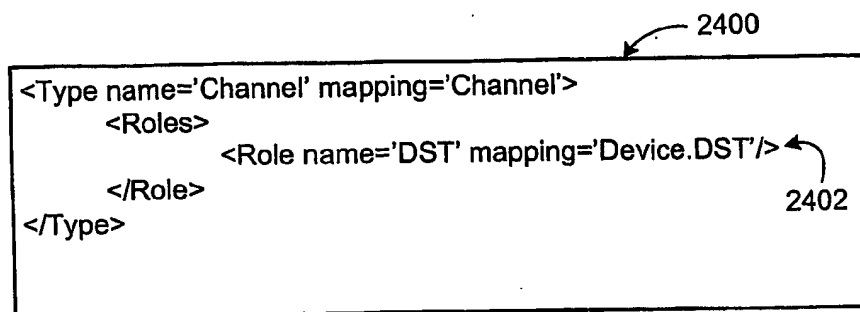 2400
<Type name='Channel' mapping='Channel'>
<Roles>
<Role name='DST' mapping='Device.DST'/>
</Role>
2402
</Type>